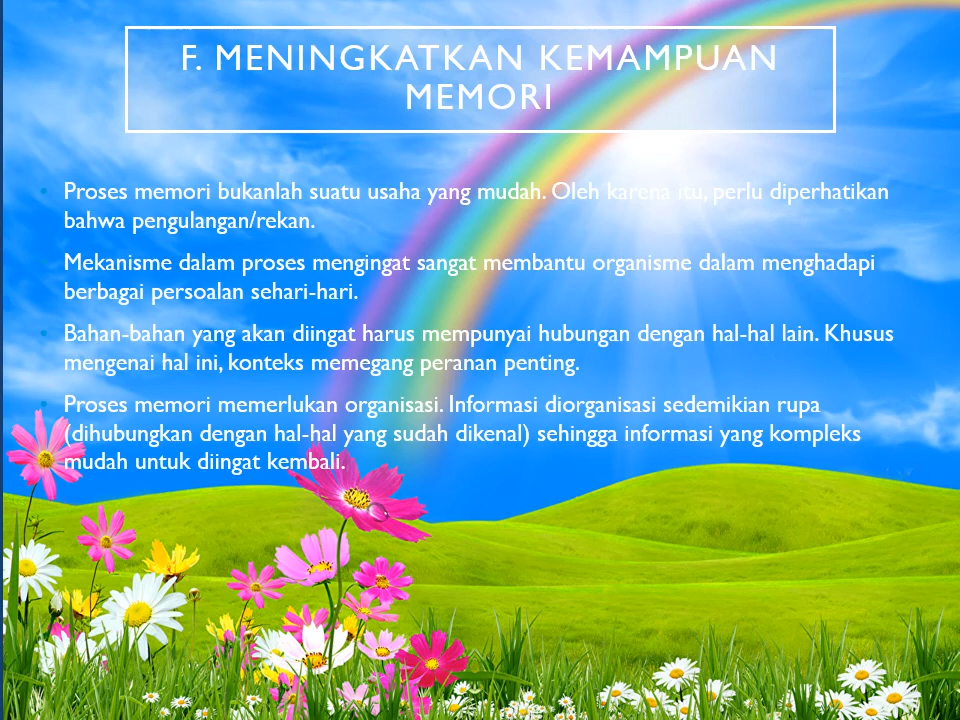 F. MENINGKATKAN KEMAMPUAN
MEMORI
• Proses memori bukanlah suatu usaha yang mudah. Oleh karena itu, perlu diperhatikan
bahwa pengulangan/rekan.
Mekanisme dalam proses mengingat sangat membantu organisme dalam menghadapi
berbagai persoalan sehari-hari.
• Bahan-bahan yang akan diingat harus mempunyai hubungan dengan hal-hal lain. Khusus
mengenai hal ini, konteks memegang peranan penting.
• Proses memori memerlukan organisasi. Informasi diorganisasi sedemikian rupa
(dihubungkan dengan hal-hal yang sudah dikenal) sehingga informasi yang kompleks
mudah untuk diingat kembali.